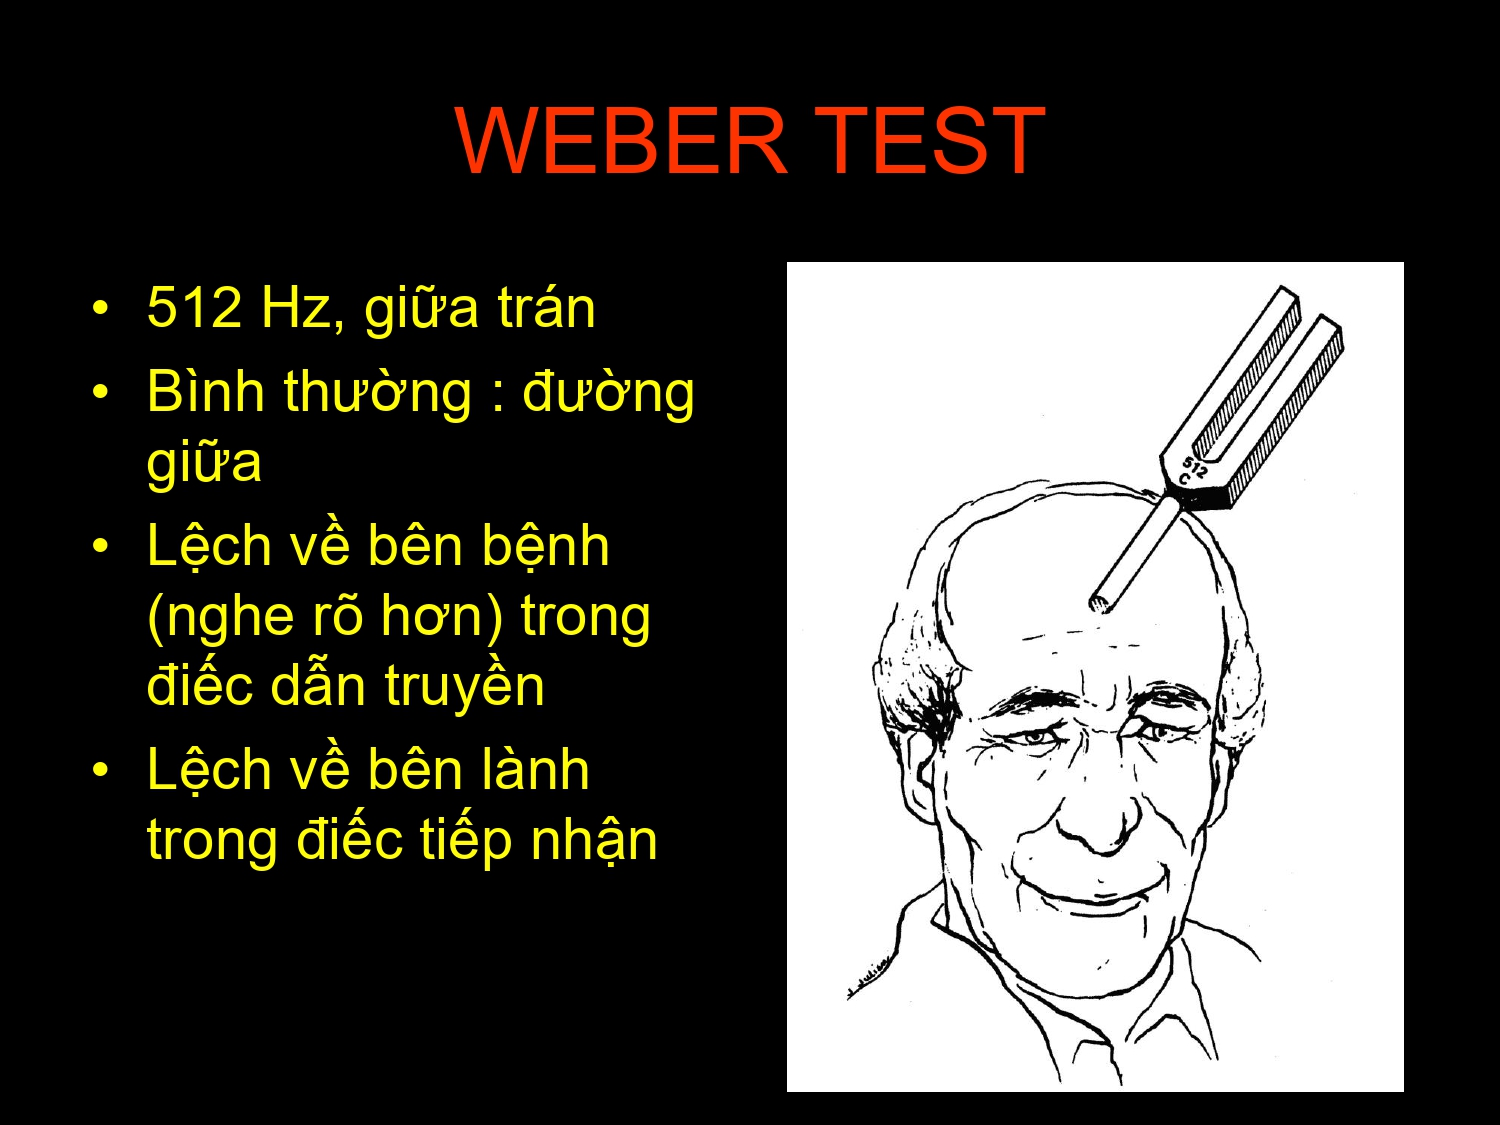 WEBER TEST
• 512 Hz, giữa trán
• Bình thường : đường
giữa
• Lệch về bên bệnh
(nghe rõ hơn) trong
điếc dẫn truyền
• Lệch về bên lành
trong điếc tiếp nhận
512
C